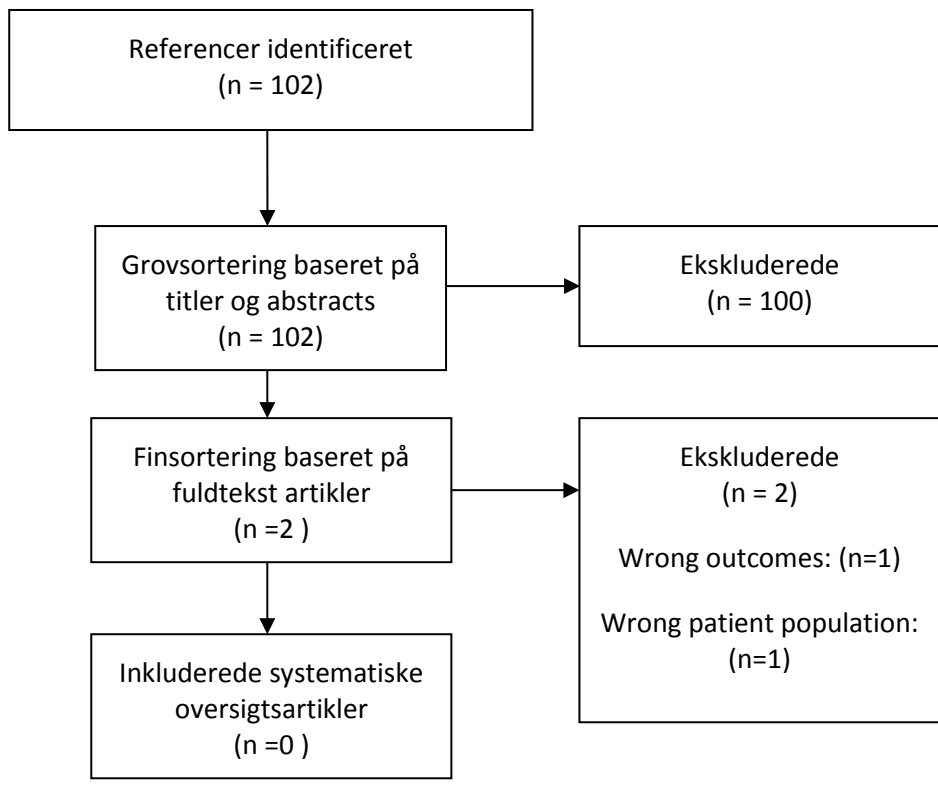 Referencer identificeret
(n = 102)
Grovsortering baseret på
titler og abstracts
(n = 102)
Ekskluderede
(n = 100)
Finsortering baseret på
fuldtekst artikler
(n =2 )
Ekskluderede
(n = 2)
Wrong outcomes: (n=1)
Wrong patient population:
(n=1)
Inkluderede systematiske
oversigtsartikler
(n =0 )